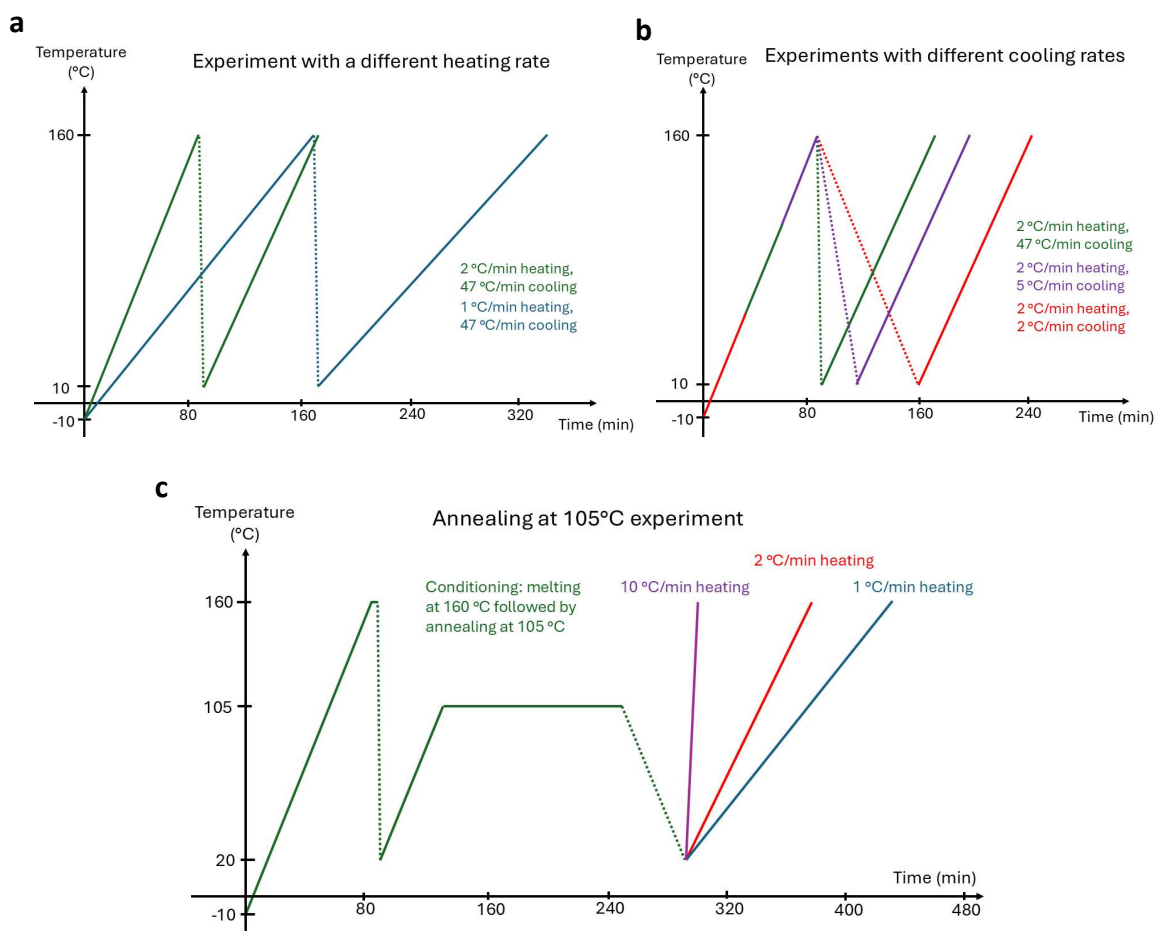 a
Temperature
(°C)
Experiment with a different heating rate
160
10
-10
80
160
240
320
Time (min)
2 °C/min heating,
47 °C/min cooling
1 °C/min heating,
47 °C/min cooling
b
Temperature
(°C)
Experiments with different cooling rates
160
10
-10
80
160
240
Time (min)
2 °C/min heating,
47 °C/min cooling
2 °C/min heating,
5 °C/min cooling
2 °C/min heating,
2 °C/min cooling
c
Temperature
(°C)
Annealing at 105°C experiment
2 °C/min heating
Conditioning: melting
at 160 °C followed by
annealing at 105 °C
10 °C/min heating
1 °C/min heating
160
105
20
-10
80
160
240
320
400
480
Time (min)